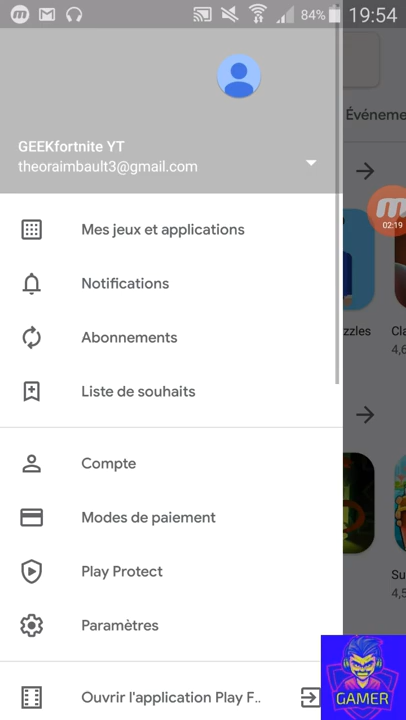 84% 19:54
GEEKfortnite YT
theoraimbault3@gmail.com
Événeme
Mes jeux et applications
02:19
Notifications
Abonnements
zzles
Cla
4,6
Liste de souhaits
Compte
Modes de paiement
Play Protect
Su
4,5
Paramètres
Ouvrir l'application Play F..
GAMER